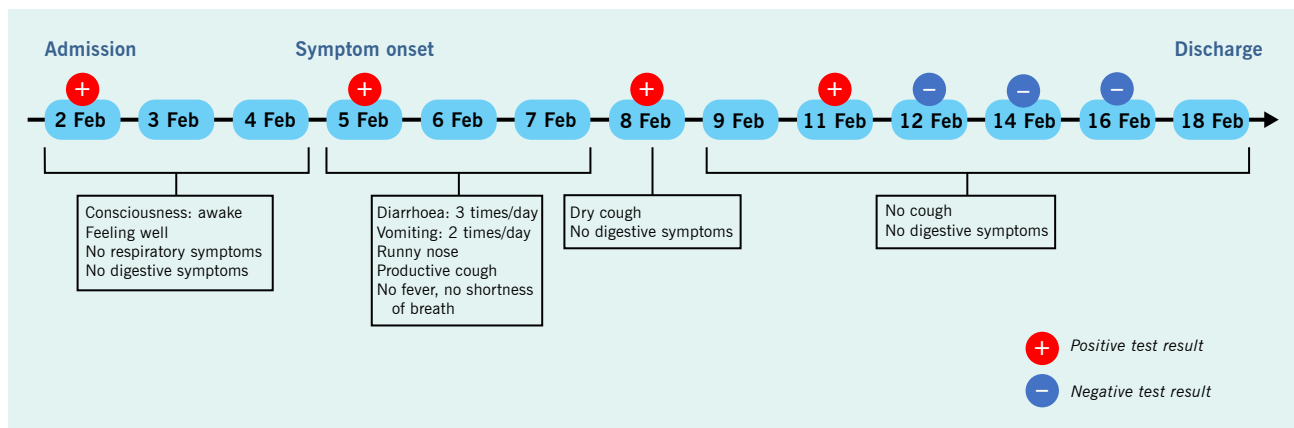 Admission Symptom onset Discharge
+ + + + − − −
2 Feb 3 Feb 4 Feb 5 Feb 6 Feb 7 Feb 8 Feb 9 Feb 11 Feb 12 Feb 14 Feb 16 Feb 18 Feb
Consciousness: awake
Feeling well
No respiratory symptoms
No digestive symptoms
Diarrhoea: 3 times/day
Vomiting: 2 times/day
Runny nose
Productive cough
No fever, no shortness
of breath
Dry cough
No digestive symptoms
No cough
No digestive symptoms
+ Positive test result
− Negative test result